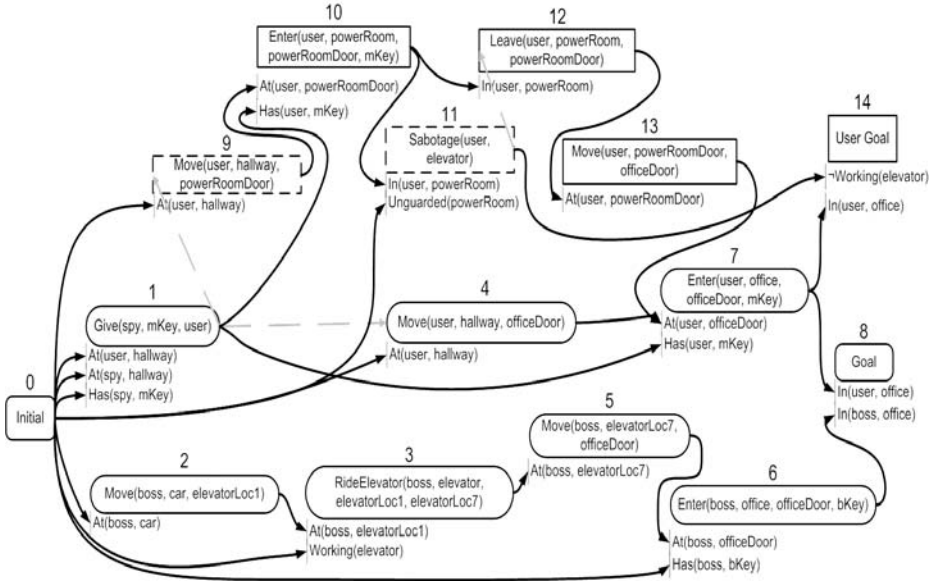 10
Enter(user, powerRoom,
powerRoomDoor, mKey)
At(user, powerRoomDoor)
Has(user, mKey)
12
Leave(user, powerRoom,
powerRoomDoor)
In(user, powerRoom)
9
Move(user, hallway,
powerRoomDoor)
At(user, hallway)
11
Sabotage(user,
elevator)
In(user, powerRoom)
Unguarded(powerRoom)
13
Move(user, powerRoomDoor,
officeDoor)
At(user, powerRoomDoor)
14
User Goal
¬Working(elevator)
In(user, office)
1
Give(spy, mKey, user)
At(user, hallway)
At(spy, hallway)
Has(spy, mKey)
4
Move(user, hallway, officeDoor)
At(user, hallway)
7
Enter(user, office,
officeDoor, mKey)
At(user, officeDoor)
Has(user, mKey)
8
Goal
In(user, office)
In(boss, office)
0
Initial
2
Move(boss, car, elevatorLoc1)
At(boss, car)
3
RideElevator(boss, elevator,
elevatorLoc1, elevatorLoc7)
At(boss, elevatorLoc1)
Working(elevator)
5
Move(boss, elevatorLoc7,
officeDoor)
At(boss, elevatorLoc7)
6
Enter(boss, office, officeDoor, bKey)
At(boss, officeDoor)
Has(boss, bKey)